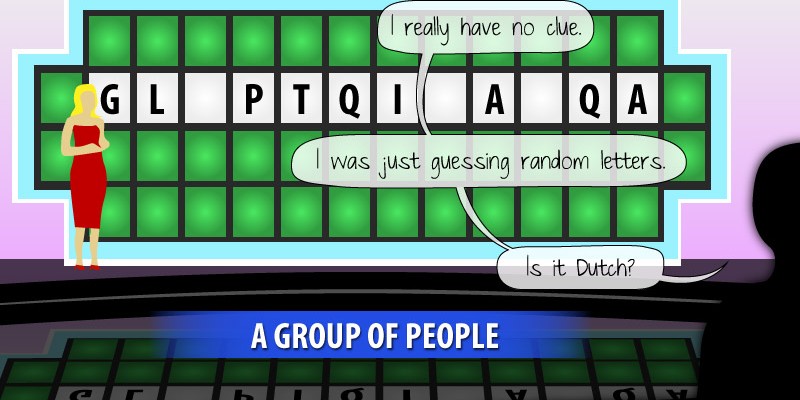 I really have no clue.
G L P T Q I A Q A
I was just guessing random letters.
Is it Dutch?
A GROUP OF PEOPLE